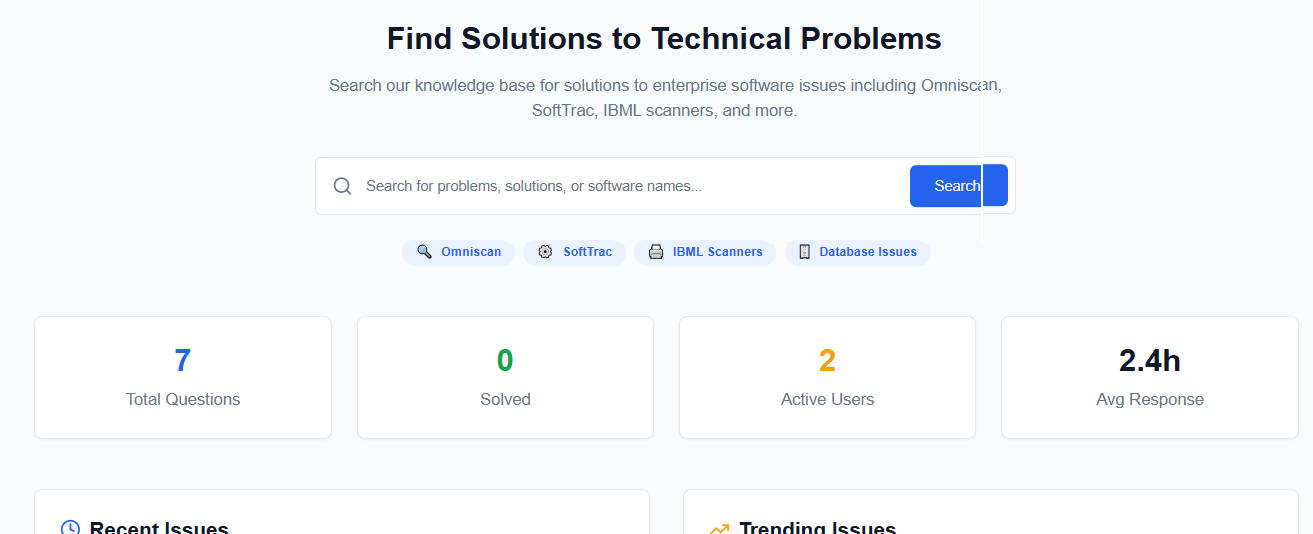 Find Solutions to Technical Problems
Search our knowledge base for solutions to enterprise software issues including Omniscan,
SoftTrac, IBML scanners, and more.
Search for problems, solutions, or software names...
Search
Omniscan
SoftTrac
IBML Scanners
Database Issues
7
Total Questions
0
Solved
2
Active Users
2.4h
Avg Response
Recent Issues
Trending Issues